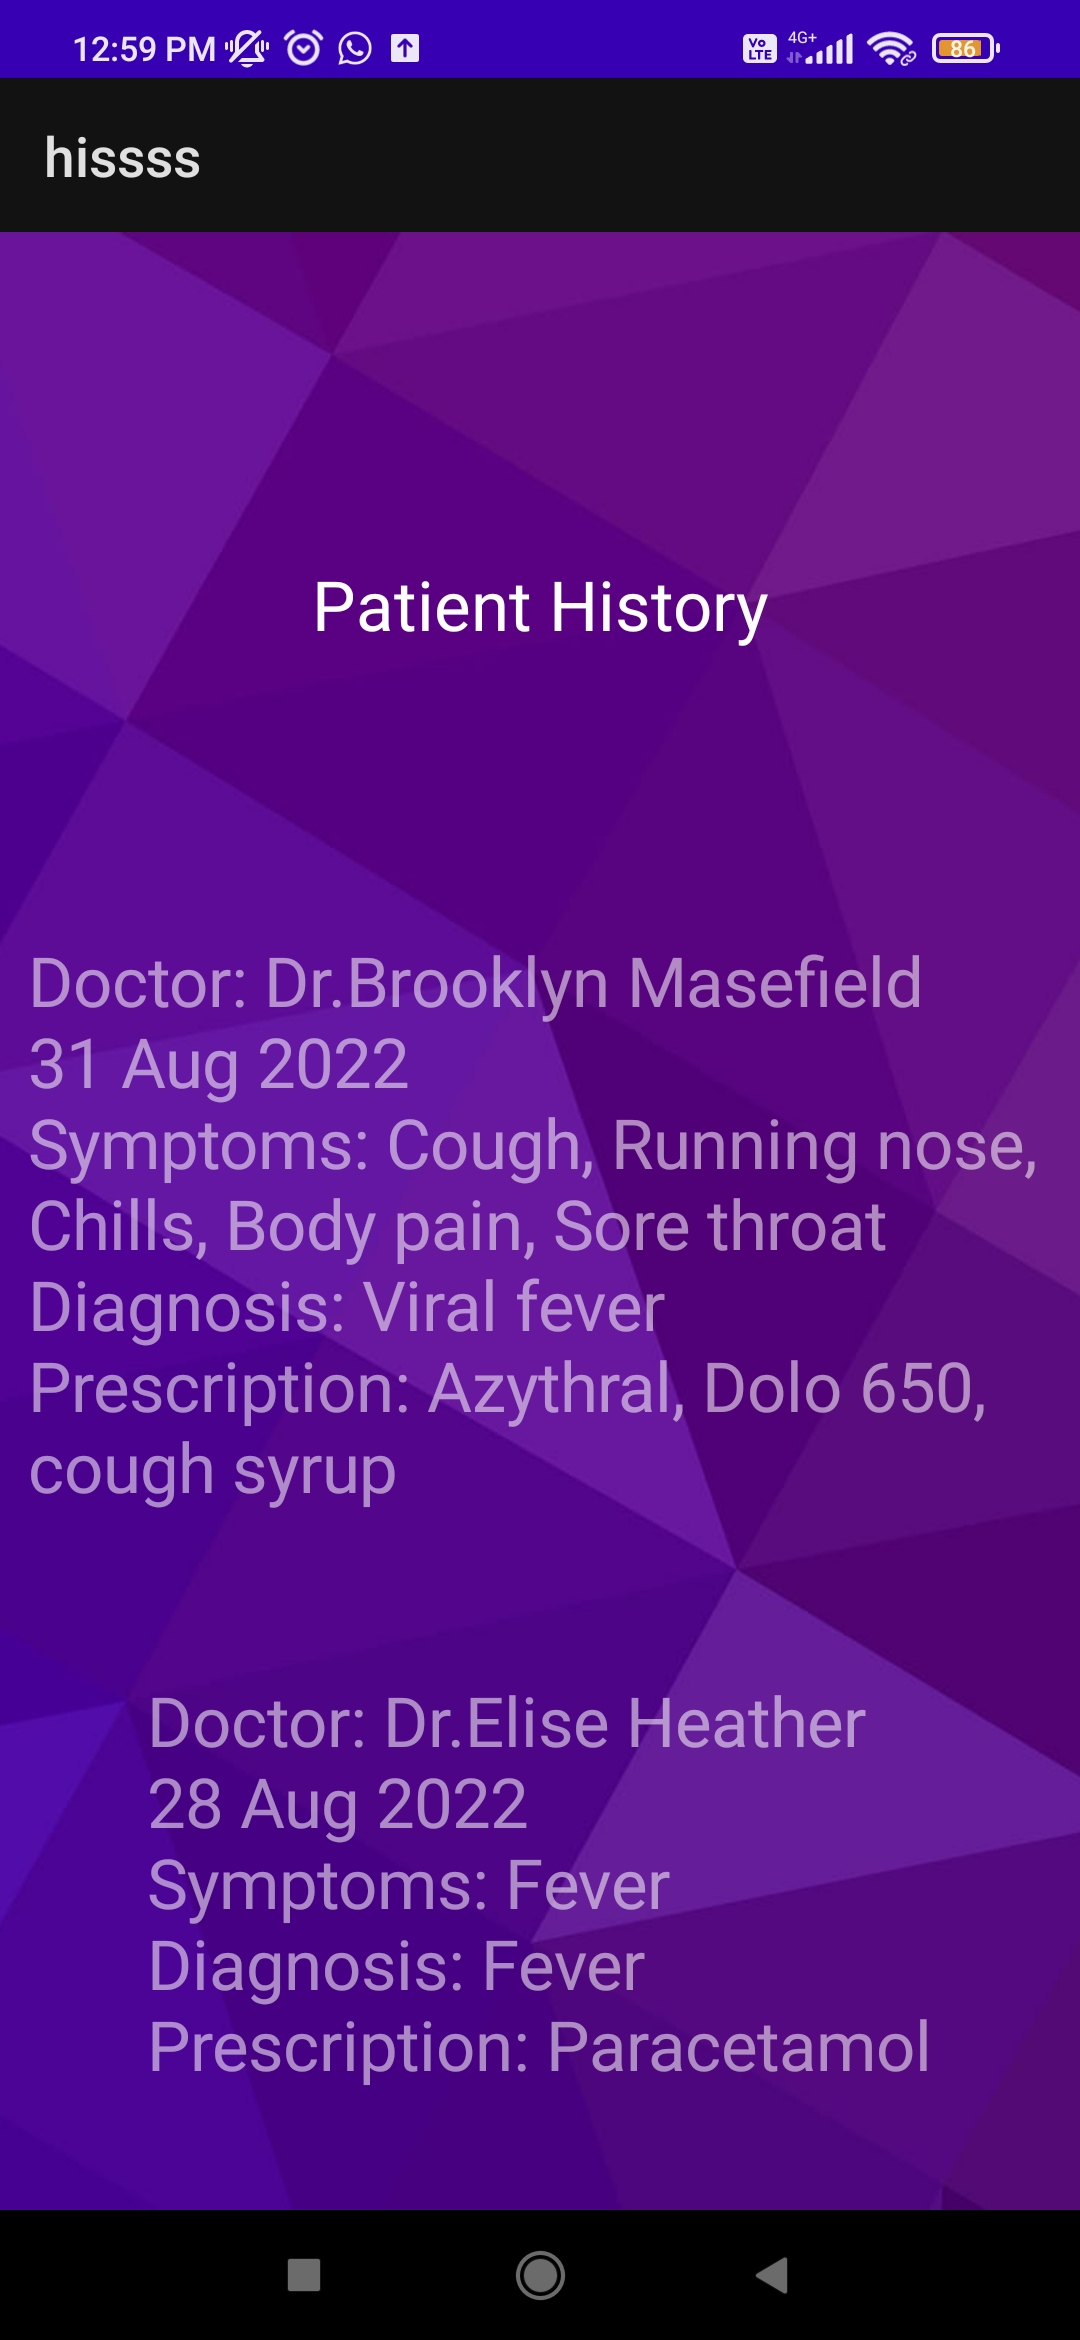 12:59 PM
Vo LTE 4G+ 86
hissss
Patient History
Doctor: Dr.Brooklyn Masefield
31 Aug 2022
Symptoms: Cough, Running nose,
Chills, Body pain, Sore throat
Diagnosis: Viral fever
Prescription: Azythral, Dolo 650,
cough syrup
Doctor: Dr.Elise Heather
28 Aug 2022
Symptoms: Fever
Diagnosis: Fever
Prescription: Paracetamol